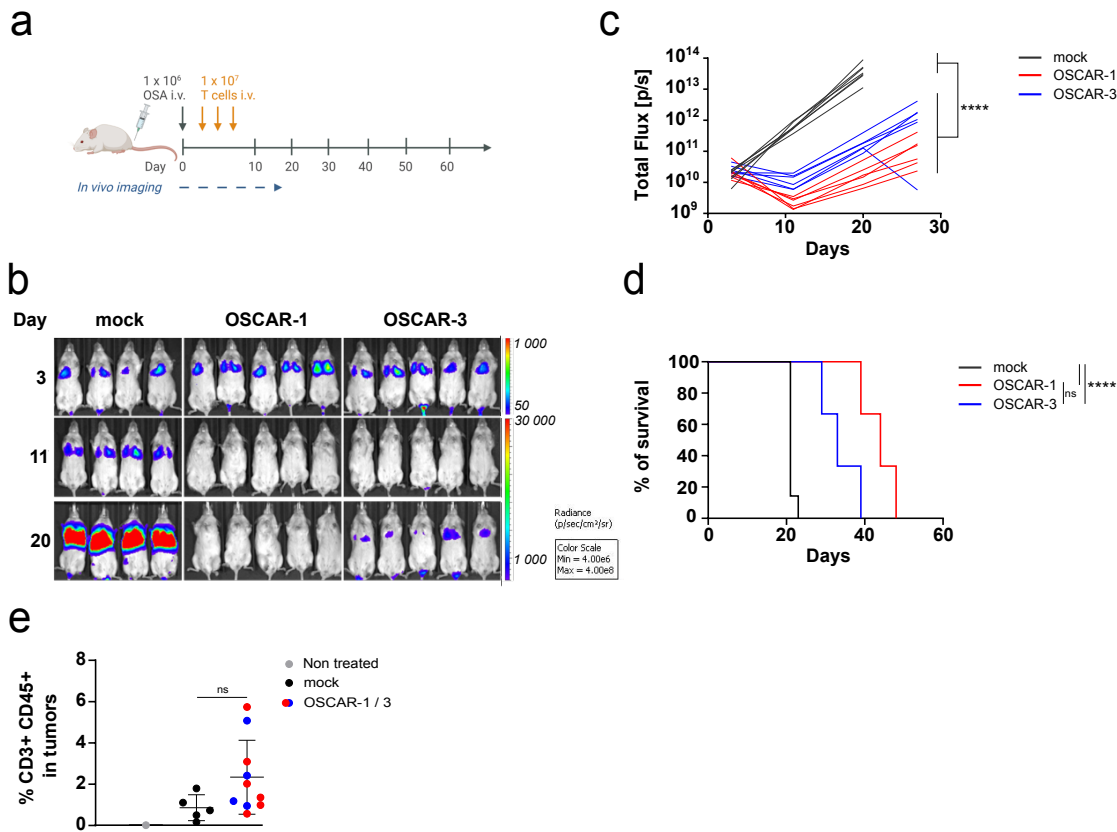 a
1 x 10⁶
OSA i.v.
1 x 10⁷
T cells i.v.
Day
0
10
20
30
40
50
60
In vivo imaging
b
Day
mock
OSCAR-1
OSCAR-3
3
11
20
1 000
50
30 000
1 000
Radiance
(p/sec/cm²/sr)
Color Scale
Min = 4.00e6
Max = 4.00e8
c
Total Flux [p/s]
10¹⁴
10¹³
10¹²
10¹¹
10¹⁰
10⁹
0
10
20
30
Days
mock
OSCAR-1
OSCAR-3
****
d
% of survival
100
80
60
40
20
0
0
20
40
60
Days
mock
OSCAR-1
OSCAR-3
ns
****
e
% CD3+ CD45+
in tumors
8
6
4
2
0
ns
Non treated
mock
OSCAR-1 / 3